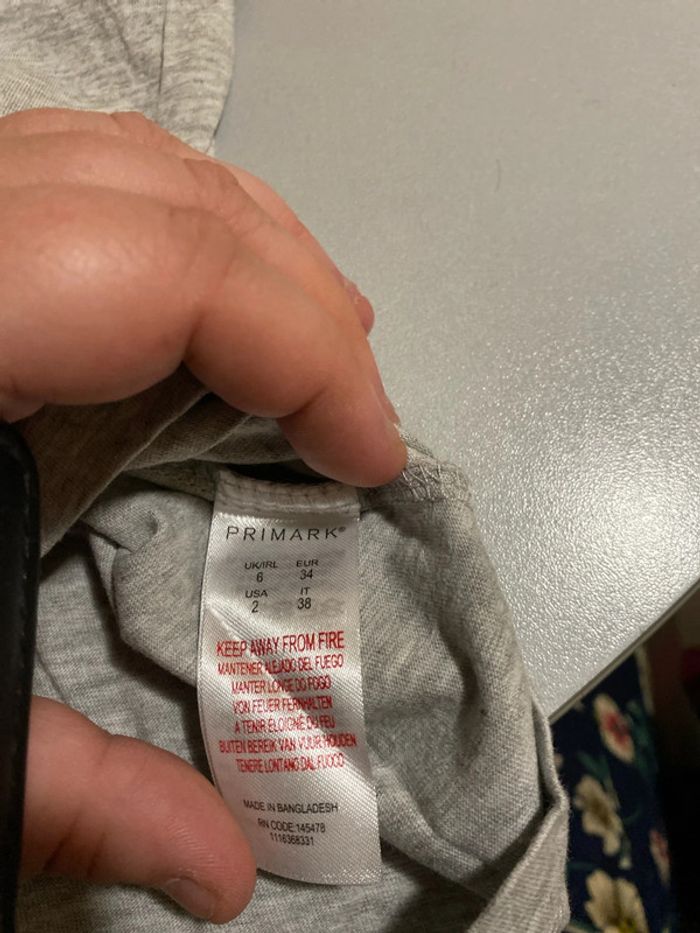 PRIMARK®
UK/IRL EUR
6 34
USA IT
2 38
KEEP AWAY FROM FIRE
MANTENER ALEJADO DEL FUEGO
MANTER LONGE DO FOGO
VON FEUER FERNHALTEN
A TENIR ÉLOIGNÉ DU FEU
BUITEN BEREIK VAN VUUR HOUDEN
TENERE LONTANO DAL FUOCO
MADE IN BANGLADESH
RN CODE:145478
1116368331